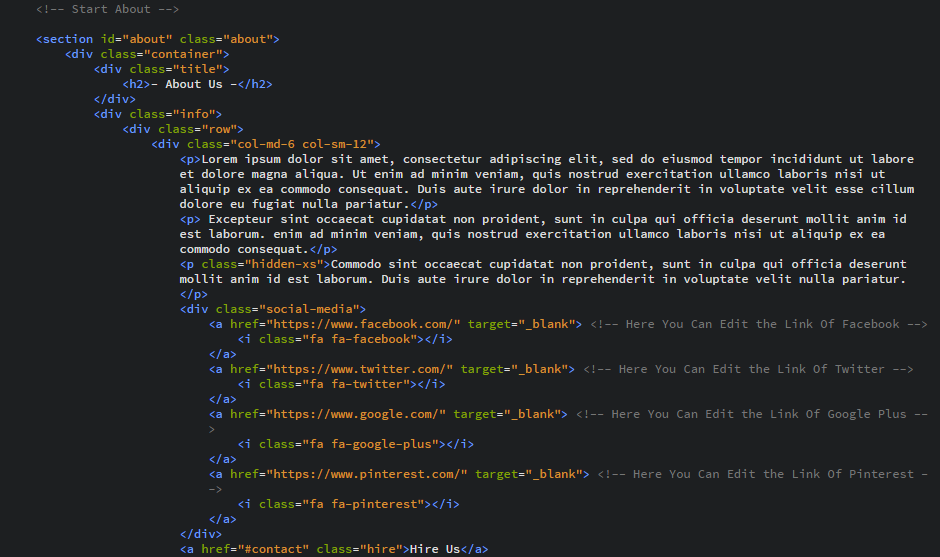 <!-- Start About -->
<section id="about" class="about">
<div class="container">
<div class="title">
<h2>- About Us -</h2>
</div>
<div class="info">
<div class="row">
<div class="col-md-6 col-sm-12">
<p>Lorem ipsum dolor sit amet, consectetur adipiscing elit, sed do eiusmod tempor incididunt ut labore
et dolore magna aliqua. Ut enim ad minim veniam, quis nostrud exercitation ullamco laboris nisi ut
aliquip ex ea commodo consequat. Duis aute irure dolor in reprehenderit in voluptate velit esse cillum
dolore eu fugiat nulla pariatur.</p>
<p> Excepteur sint occaecat cupidatat non proident, sunt in culpa qui officia deserunt mollit anim id
est laborum. enim ad minim veniam, quis nostrud exercitation ullamco laboris nisi ut aliquip ex ea
commodo consequat.</p>
<p class="hidden-xs">Commodo sint occaecat cupidatat non proident, sunt in culpa qui officia deserunt
mollit anim id est laborum. Duis aute irure dolor in reprehenderit in voluptate velit nulla pariatur.
</p>
<div class="social-media">
<a href="https://www.facebook.com/" target="_blank"> <!-- Here You Can Edit the Link Of Facebook -->
<i class="fa fa-facebook"></i>
</a>
<a href="https://www.twitter.com/" target="_blank"> <!-- Here You Can Edit the Link Of Twitter -->
<i class="fa fa-twitter"></i>
</a>
<a href="https://www.google.com/" target="_blank"> <!-- Here You Can Edit the Link Of Google Plus --
>
<i class="fa fa-google-plus"></i>
</a>
<a href="https://www.pinterest.com/" target="_blank"> <!-- Here You Can Edit the Link Of Pinterest -
->
<i class="fa fa-pinterest"></i>
</a>
</div>
<a href="#contact" class="hire">Hire Us</a>